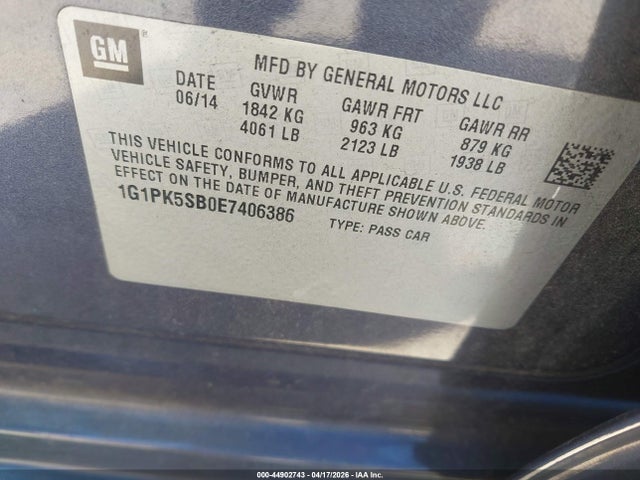 GM
MFD BY GENERAL MOTORS LLC
DATE GVWR GAWR FRT GAWR RR
06/14 1842 KG 963 KG 879 KG
4061 LB 2123 LB 1938 LB
THIS VEHICLE CONFORMS TO ALL APPLICABLE U.S. FEDERAL MOTOR
VEHICLE SAFETY, BUMPER, AND THEFT PREVENTION STANDARDS IN
EFFECT ON THE DATE OF MANUFACTURE SHOWN ABOVE.
1G1PK5SB0E7406386 TYPE: PASS CAR
000-44902743 - 04/17/2026 - IAA Inc.